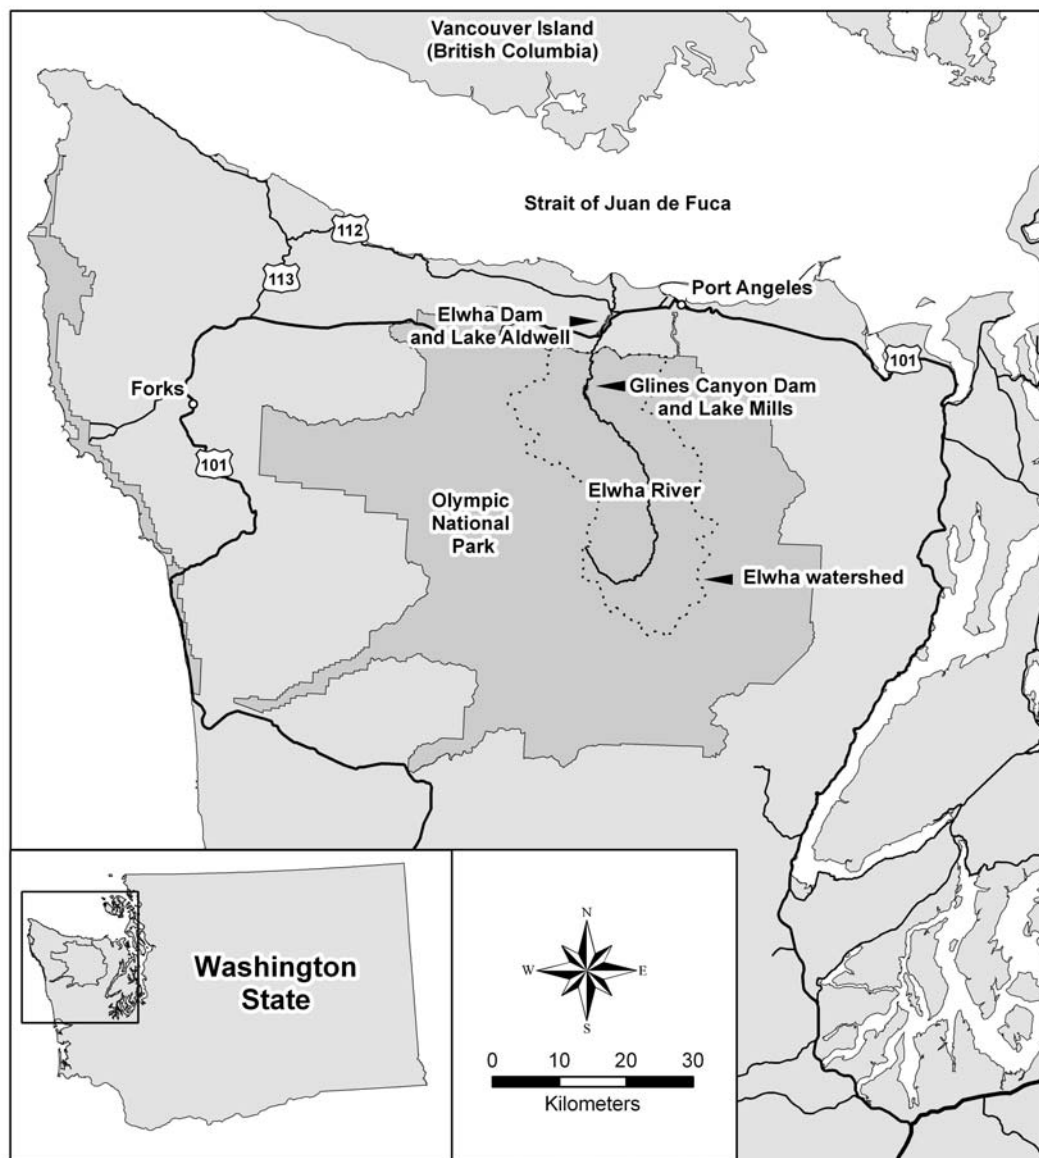 Vancouver Island
(British Columbia)
Strait of Juan de Fuca
112
113
Port Angeles
Elwha Dam
and Lake Aldwell
101
Forks
Glines Canyon Dam
and Lake Mills
101
Elwha River
Olympic
National
Park
Elwha watershed
Washington
State
N
W
E
S
0
10
20
30
Kilometers